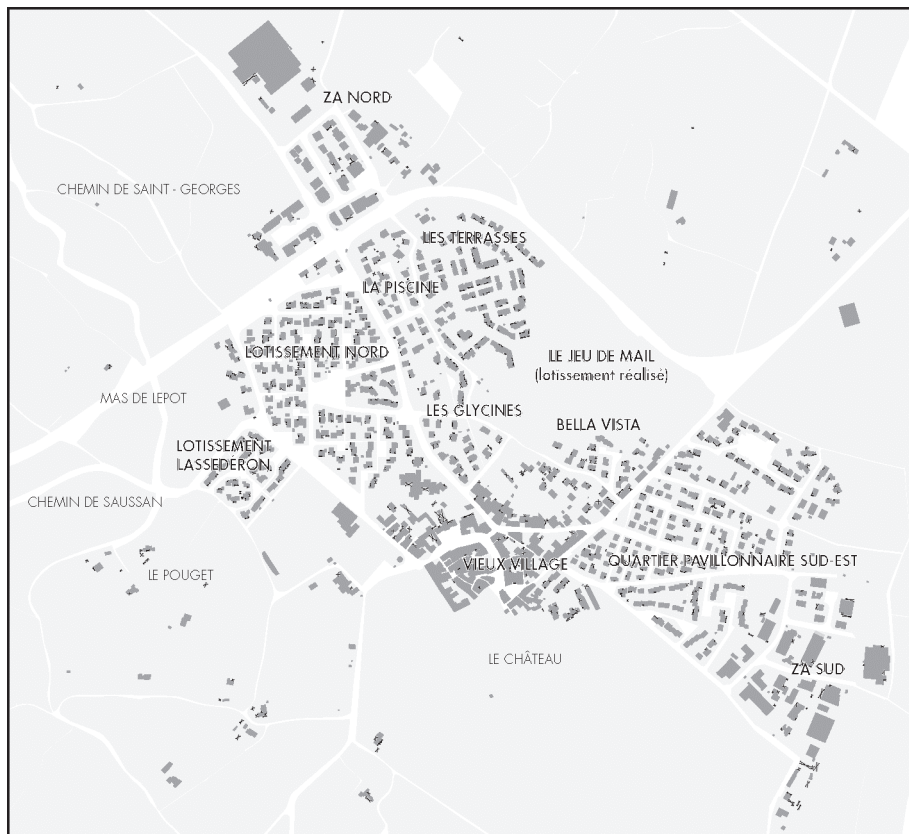 ZA NORD
CHEMIN DE SAINT - GEORGES
LES TERRASSES
LA PISCINE
LOTISSEMENT NORD
LE JEU DE MAIL
(lotissement réalisé)
MAS DE LEPOT
LES GLYCINES
BELLA VISTA
LOTISSEMENT
LASSEDÉRON
CHEMIN DE SAUSSAN
VIEUX VILLAGE
QUARTIER PAVILLONNAIRE SUD-EST
LE POUGET
LE CHÂTEAU
ZA SUD